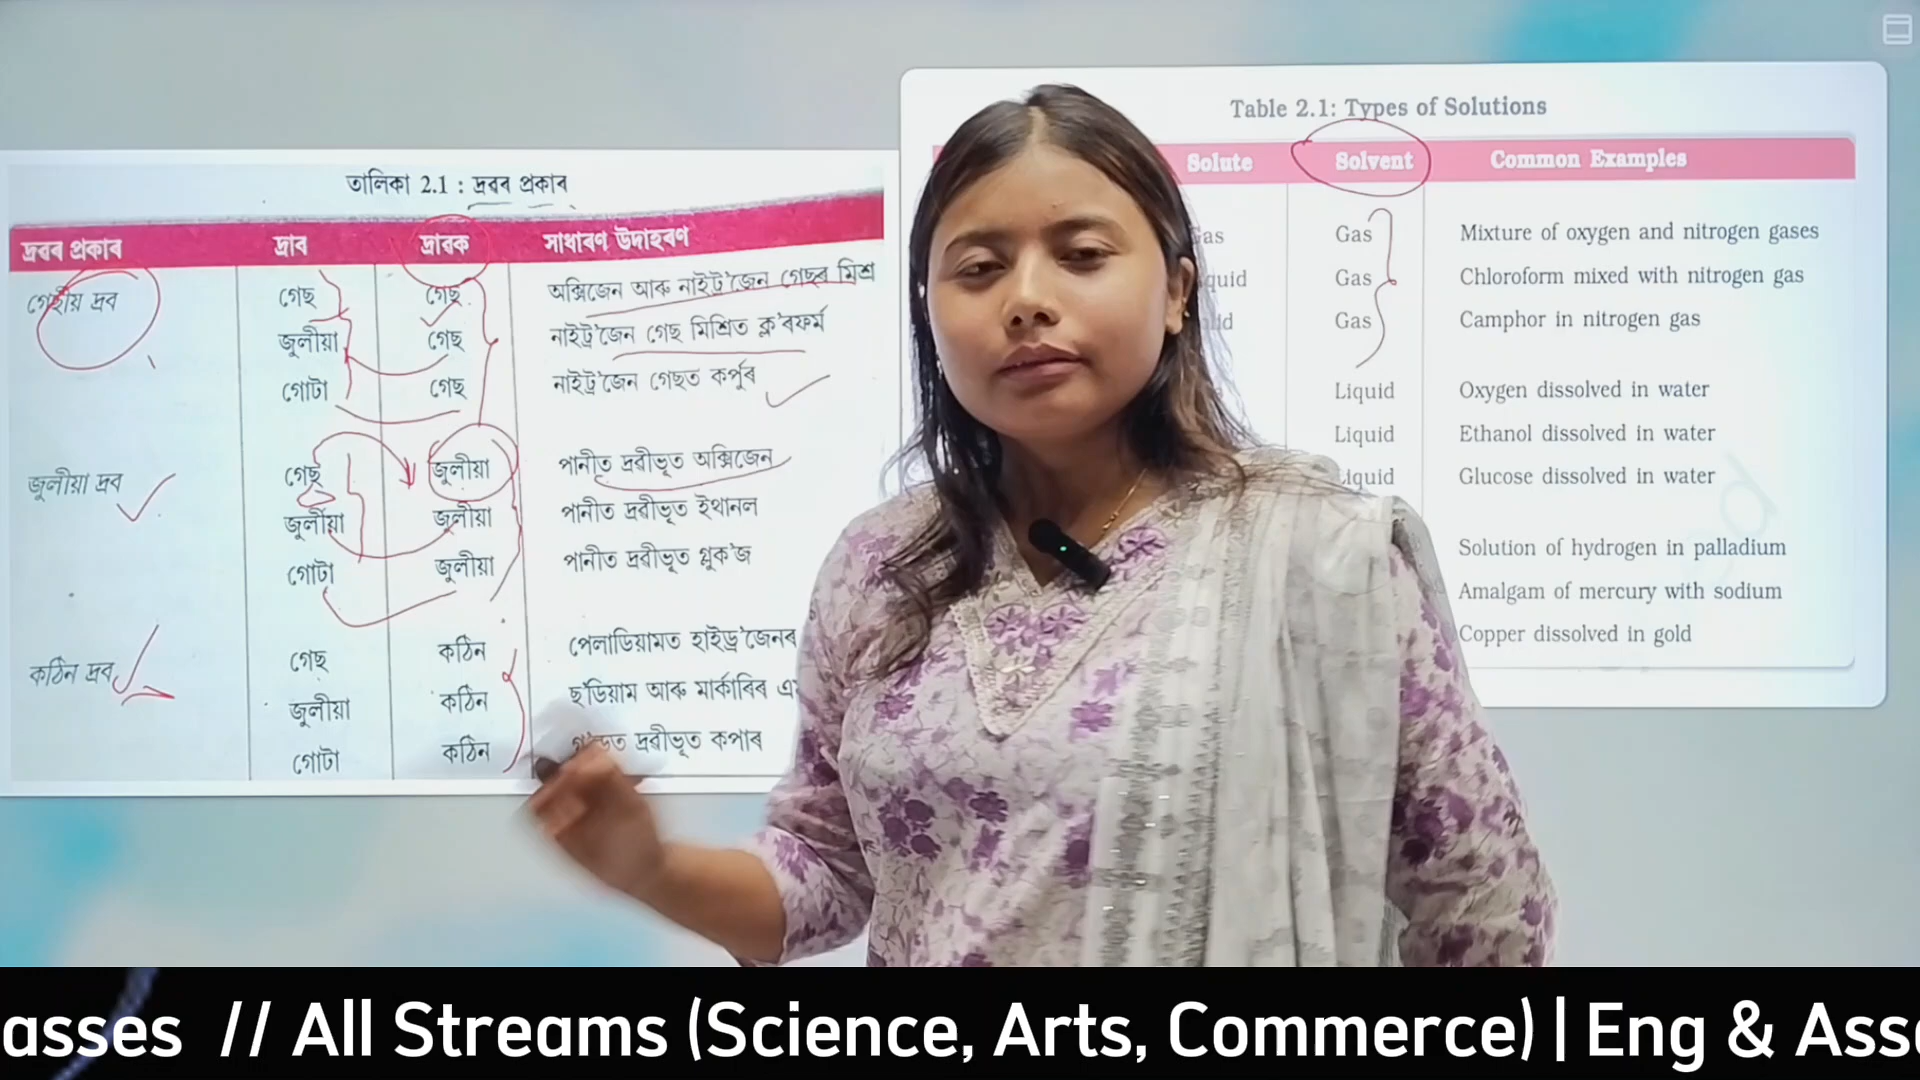 তালিকা 2.1 : দ্ৰৱৰ প্ৰকাৰ
দ্ৰৱৰ প্ৰকাৰ দ্ৰাব দ্ৰাৱক সাধাৰণ উদাহৰণ
গেছীয় দ্ৰব গেছ গেছ অক্সিজেন আৰু নাইট্ৰ'জেন গেছৰ মিশ্ৰ
জুলীয়া গেছ নাইট্ৰ'জেন গেছ মিশ্ৰিত ক্ল'ৰফৰ্ম
গোটা গেছ নাইট্ৰ'জেন গেছত কৰ্পুৰ
জুলীয়া দ্ৰব গেছ জুলীয়া পানীত দ্ৰৱীভূত অক্সিজেন
জুলীয়া জুলীয়া পানীত দ্ৰৱীভূত ইথানল
গোটা জুলীয়া পানীত দ্ৰৱীভূত গ্লুক'জ
কঠিন দ্ৰব গেছ কঠিন পেলাডিয়ামত হাইড্ৰ'জেনৰ
জুলীয়া কঠিন ছ'ডিয়াম আৰু মাৰ্কাৰিৰ
গোটা কঠিন দ্ৰৱীভূত কপাৰ
Table 2.1: Types of Solutions
Solute Solvent Common Examples
Gas Gas Mixture of oxygen and nitrogen gases
Gas Chloroform mixed with nitrogen gas
Gas Camphor in nitrogen gas
Liquid Oxygen dissolved in water
Liquid Ethanol dissolved in water
Liquid Glucose dissolved in water
Solution of hydrogen in palladium
Amalgam of mercury with sodium
Copper dissolved in gold
asses // All Streams (Science, Arts, Commerce) | Eng & Ass